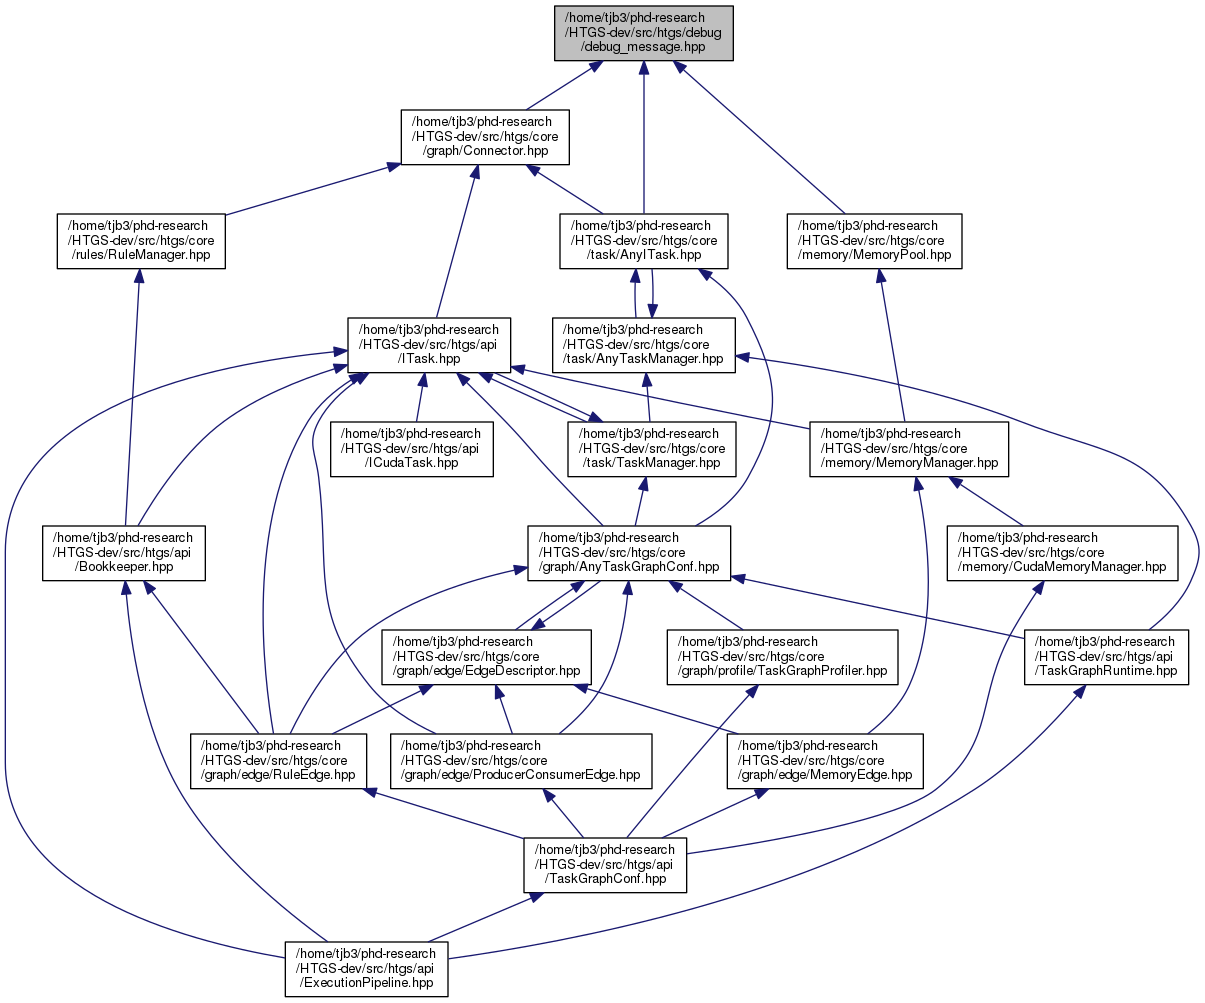 /home/tjb3/phd-research
/HTGS-dev/src/htgs/debug
/debug_message.hpp
/home/tjb3/phd-research
/HTGS-dev/src/htgs/core
/graph/Connector.hpp
/home/tjb3/phd-research
/HTGS-dev/src/htgs/core
/rules/RuleManager.hpp
/home/tjb3/phd-research
/HTGS-dev/src/htgs/core
/task/AnyITask.hpp
/home/tjb3/phd-research
/HTGS-dev/src/htgs/core
/memory/MemoryPool.hpp
/home/tjb3/phd-research
/HTGS-dev/src/htgs/api
/ITask.hpp
/home/tjb3/phd-research
/HTGS-dev/src/htgs/core
/task/AnyTaskManager.hpp
/home/tjb3/phd-research
/HTGS-dev/src/htgs/api
/ICudaTask.hpp
/home/tjb3/phd-research
/HTGS-dev/src/htgs/core
/task/TaskManager.hpp
/home/tjb3/phd-research
/HTGS-dev/src/htgs/core
/memory/MemoryManager.hpp
/home/tjb3/phd-research
/HTGS-dev/src/htgs/api
/Bookkeeper.hpp
/home/tjb3/phd-research
/HTGS-dev/src/htgs/core
/graph/AnyTaskGraphConf.hpp
/home/tjb3/phd-research
/HTGS-dev/src/htgs/core
/memory/CudaMemoryManager.hpp
/home/tjb3/phd-research
/HTGS-dev/src/htgs/core
/graph/edge/EdgeDescriptor.hpp
/home/tjb3/phd-research
/HTGS-dev/src/htgs/core
/graph/profile/TaskGraphProfiler.hpp
/home/tjb3/phd-research
/HTGS-dev/src/htgs/api
/TaskGraphRuntime.hpp
/home/tjb3/phd-research
/HTGS-dev/src/htgs/core
/graph/edge/RuleEdge.hpp
/home/tjb3/phd-research
/HTGS-dev/src/htgs/core
/graph/edge/ProducerConsumerEdge.hpp
/home/tjb3/phd-research
/HTGS-dev/src/htgs/core
/graph/edge/MemoryEdge.hpp
/home/tjb3/phd-research
/HTGS-dev/src/htgs/api
/TaskGraphConf.hpp
/home/tjb3/phd-research
/HTGS-dev/src/htgs/api
/ExecutionPipeline.hpp